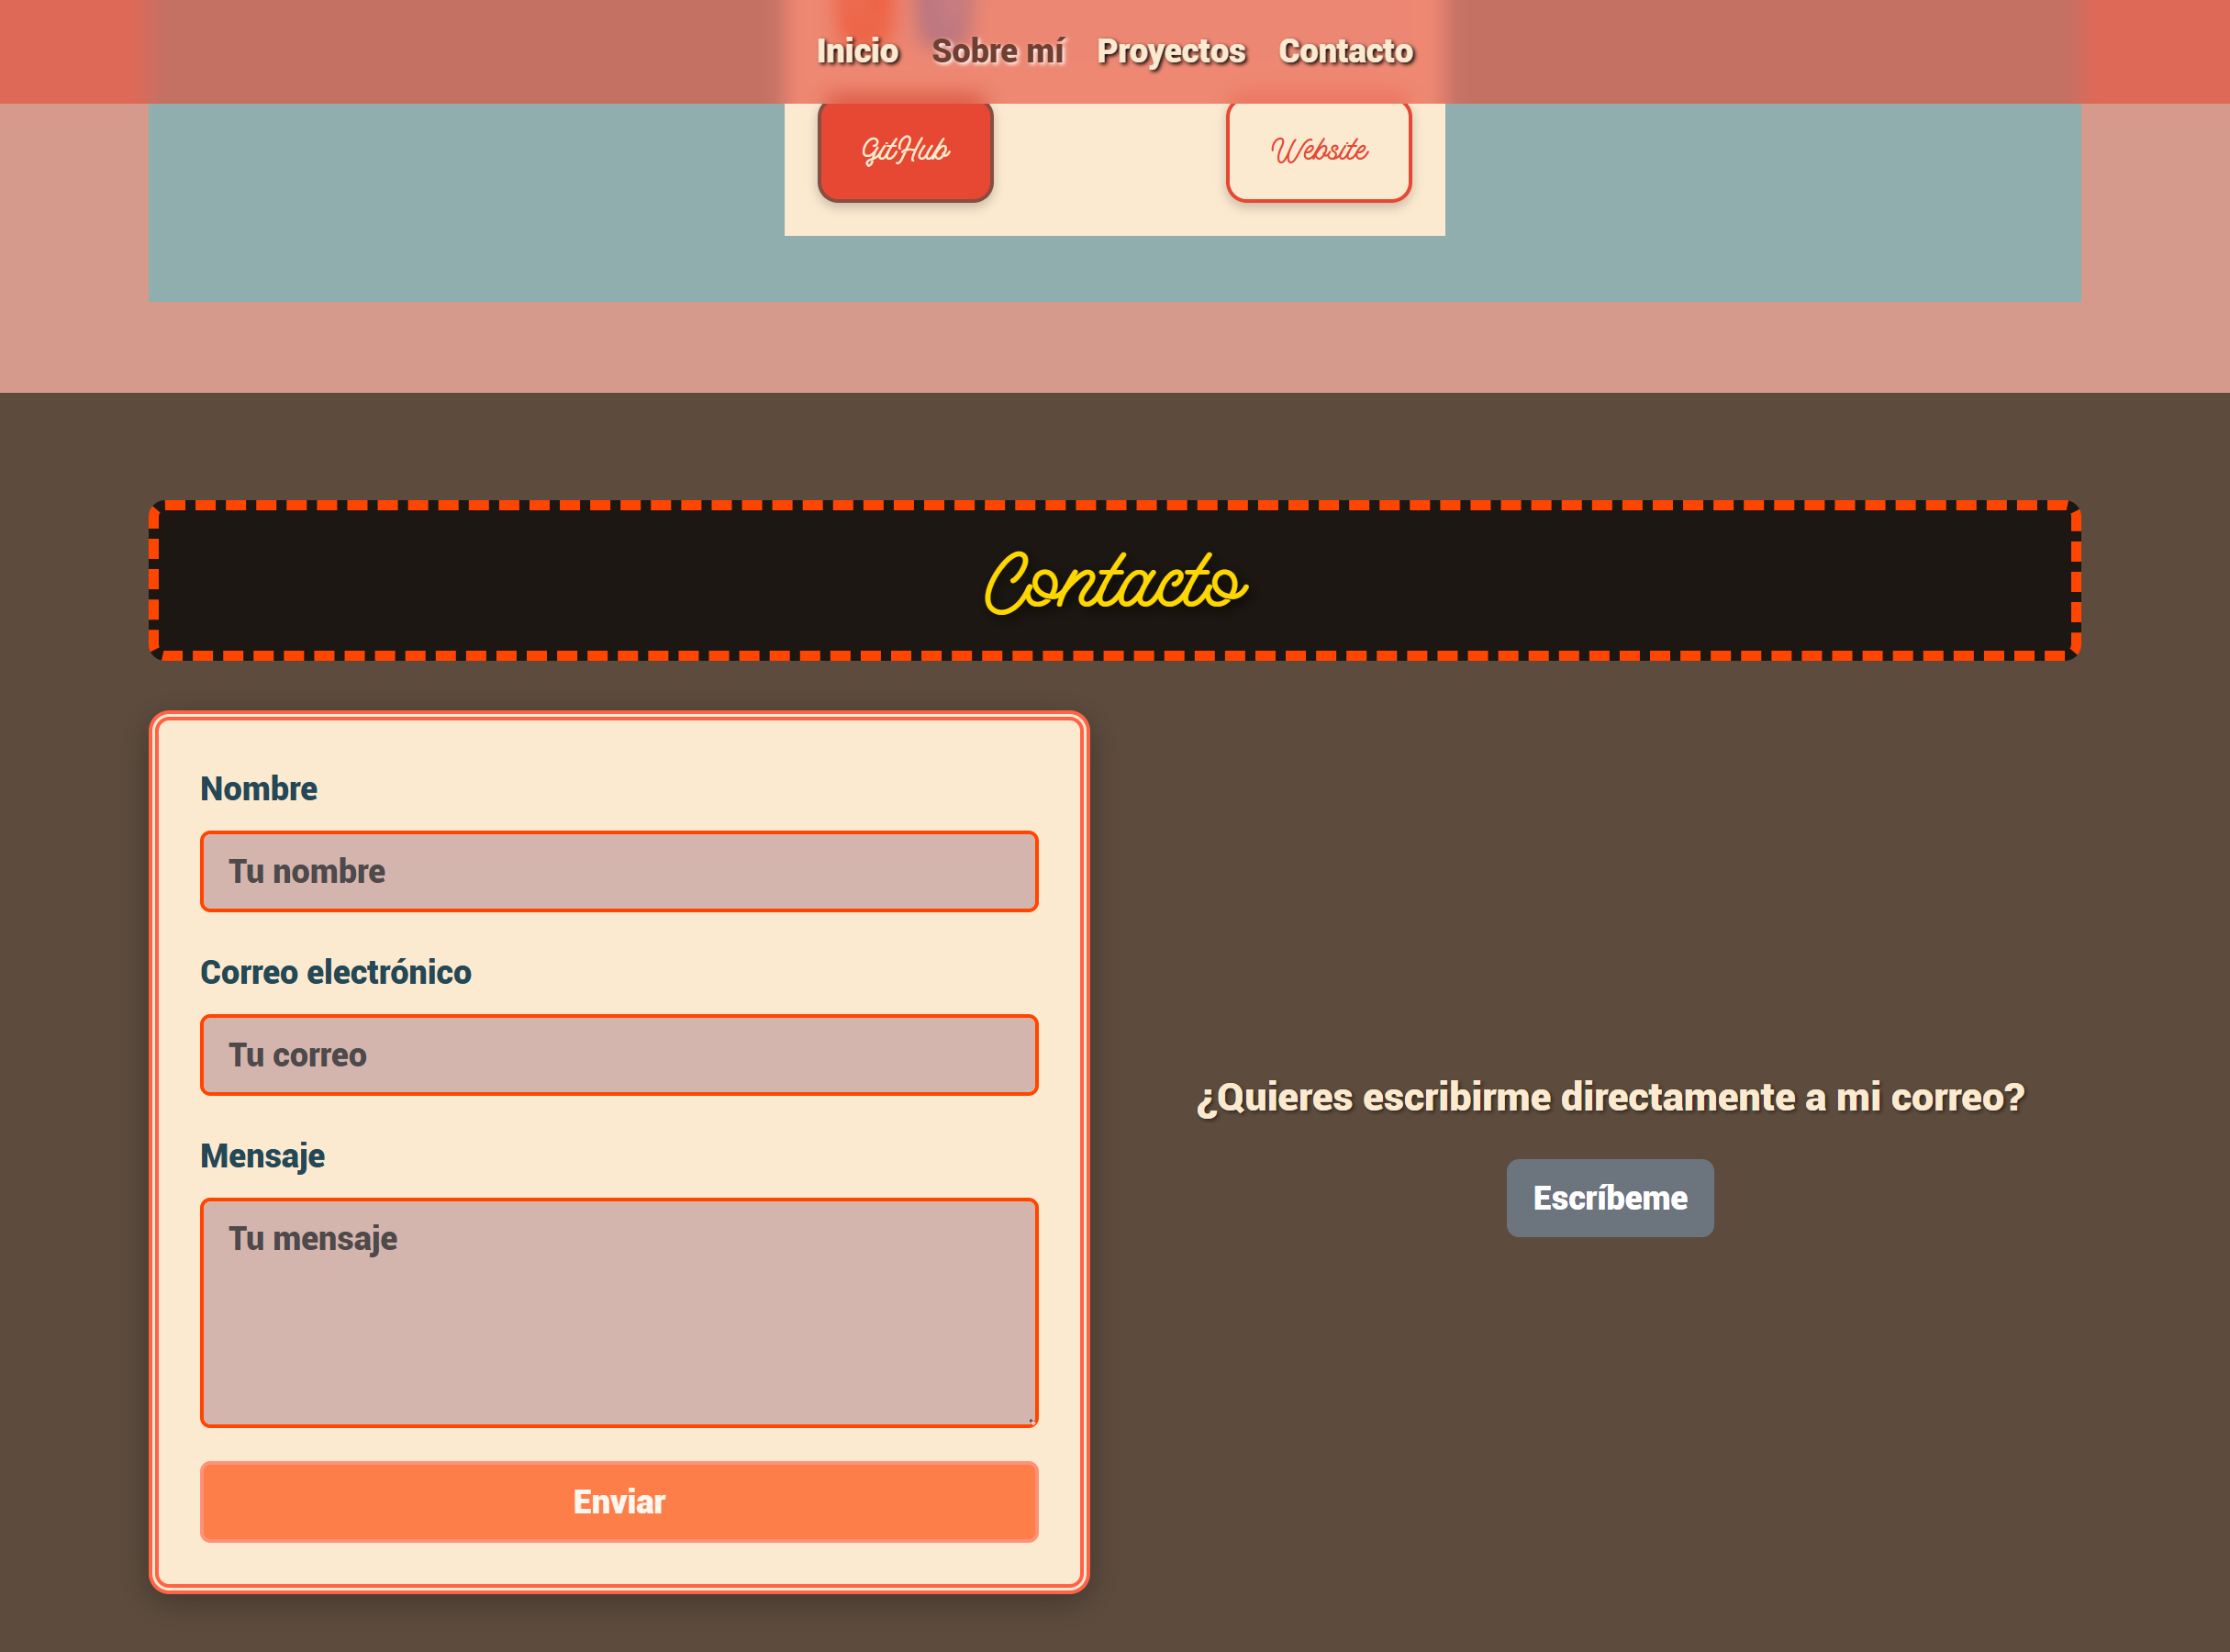 Inicio Sobre mí Proyectos Contacto
GitHub Website
Contacto
Nombre
Tu nombre
Correo electrónico
Tu correo
Mensaje
Tu mensaje
Enviar
¿Quieres escribirme directamente a mi correo?
Escríbeme